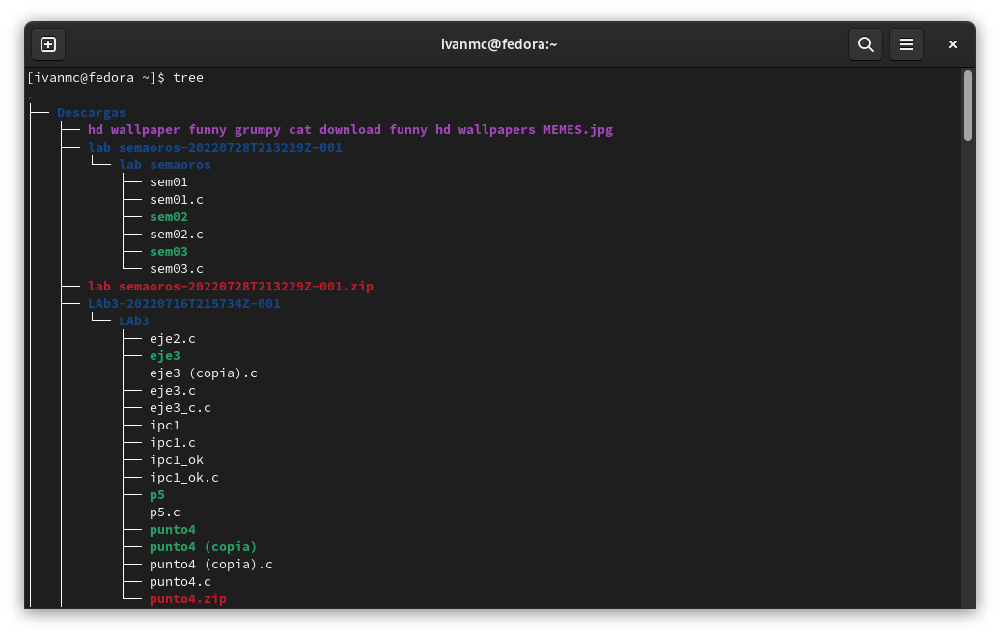 ivanmc@fedora:~
[ivanmc@fedora ~]$ tree
.
├── Descargas
│   ├── hd wallpaper funny grumpy cat download funny hd wallpapers MEMES.jpg
│   ├── lab semaoros-20220728T213229Z-001
│   │   └── lab semaoros
│   │       ├── sem01
│   │       ├── sem01.c
│   │       ├── sem02
│   │       ├── sem02.c
│   │       ├── sem03
│   │       └── sem03.c
│   ├── lab semaoros-20220728T213229Z-001.zip
│   ├── LAb3-20220716T215734Z-001
│   │   └── LAb3
│   │       ├── eje2.c
│   │       ├── eje3
│   │       ├── eje3 (copia).c
│   │       ├── eje3.c
│   │       ├── eje3_c.c
│   │       ├── ipc1
│   │       ├── ipc1.c
│   │       ├── ipc1_ok
│   │       ├── ipc1_ok.c
│   │       ├── p5
│   │       ├── p5.c
│   │       ├── punto4
│   │       ├── punto4 (copia)
│   │       ├── punto4 (copia).c
│   │       ├── punto4.c
│   │       └── punto4.zip